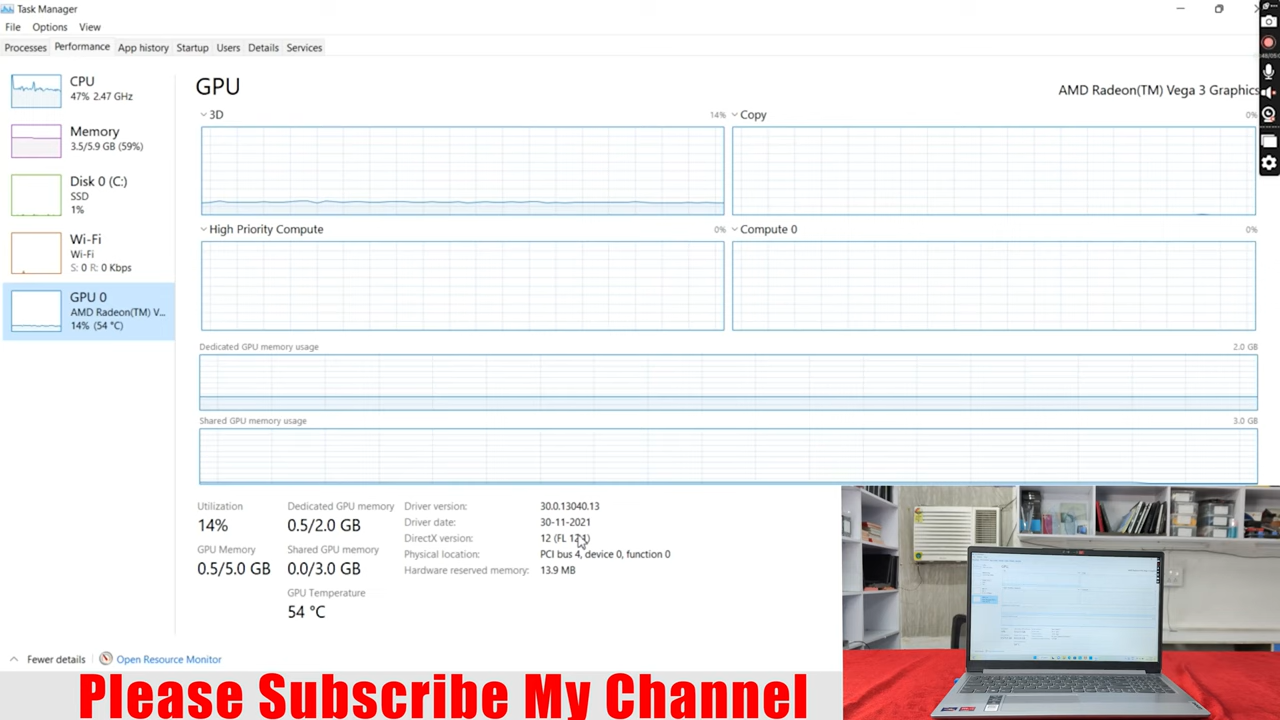 Task Manager
File Options View
Processes Performance App history Startup Users Details Services
CPU
47% 2.47 GHz
Memory
3.5/5.9 GB (59%)
Disk 0 (C:)
SSD
1%
Wi-Fi
Wi-Fi
S: 0 R: 0 Kbps
GPU 0
AMD Radeon(TM) V...
14% (54 °C)
GPU AMD Radeon(TM) Vega 3 Graphics
3D 14% Copy 0%
High Priority Compute 0% Compute 0 0%
Dedicated GPU memory usage 2.0 GB
Shared GPU memory usage 3.0 GB
Utilization
14%
GPU Memory
0.5/5.0 GB
Dedicated GPU memory
0.5/2.0 GB
Shared GPU memory
0.0/3.0 GB
GPU Temperature
54 °C
Driver version: 30.0.13040.13
Driver date: 30-11-2021
DirectX version: 12 (FL 12.1)
Physical location: PCI bus 4, device 0, function 0
Hardware reserved memory: 13.9 MB
Fewer details Open Resource Monitor
Please Subscribe My Channel